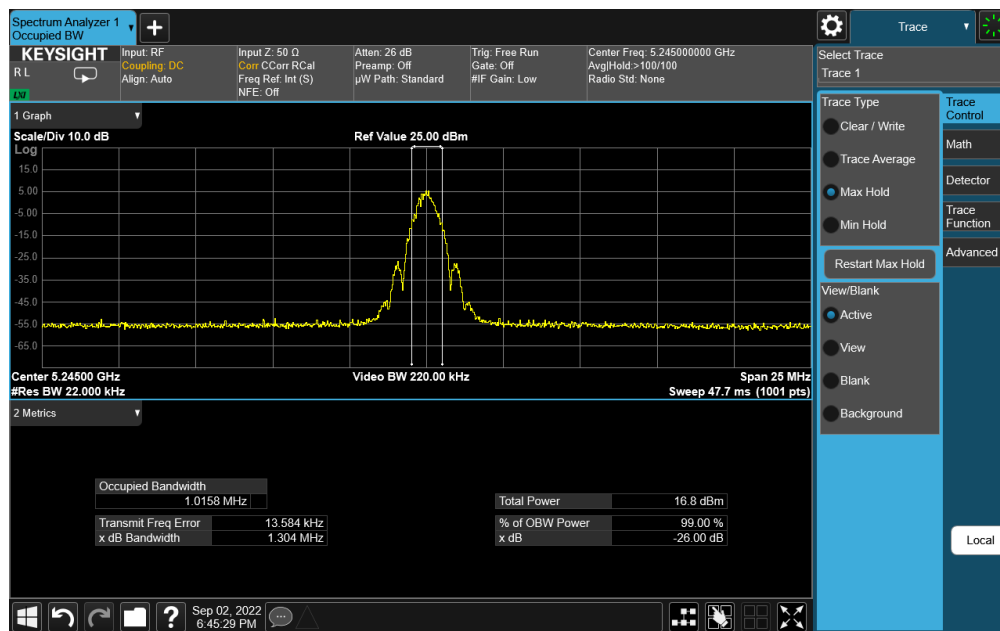 Spectrum Analyzer 1
Occupied BW
+
Trace
KEYSIGHT
R L
LXI
Input: RF
Coupling: DC
Align: Auto
Input Z: 50 Ω
Corr CCorr RCal
Freq Ref: Int (S)
NFE: Off
Atten: 26 dB
Preamp: Off
µW Path: Standard
Trig: Free Run
Gate: Off
#IF Gain: Low
Center Freq: 5.245000000 GHz
Avg|Hold:>100/100
Radio Std: None
Select Trace
Trace 1
1 Graph
Scale/Div 10.0 dB
Ref Value 25.00 dBm
Log
15.0
5.00
-5.00
-15.0
-25.0
-35.0
-45.0
-55.0
-65.0
Center 5.24500 GHz
Video BW 220.00 kHz
Span 25 MHz
#Res BW 22.000 kHz
Sweep 47.7 ms (1001 pts)
2 Metrics
Occupied Bandwidth
1.0158 MHz
Transmit Freq Error 13.584 kHz
x dB Bandwidth 1.304 MHz
Total Power 16.8 dBm
% of OBW Power 99.00 %
x dB -26.00 dB
Trace Type
Clear / Write
Trace Average
Max Hold
Min Hold
Restart Max Hold
View/Blank
Active
View
Blank
Background
Trace
Control
Math
Detector
Trace
Function
Advanced
Local
?
Sep 02, 2022
6:45:29 PM